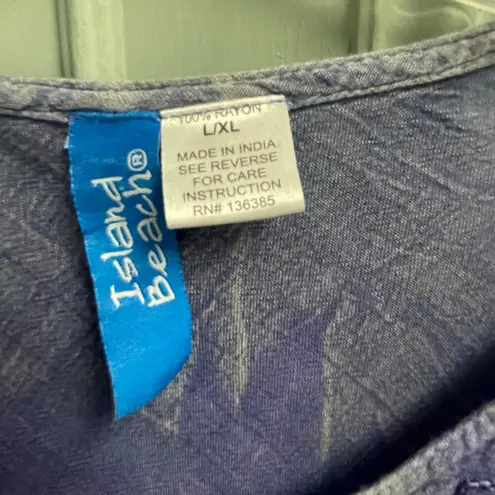 Island
Beach®
100% RAYON
L/XL
MADE IN INDIA
SEE REVERSE
FOR CARE
INSTRUCTION
RN# 136385